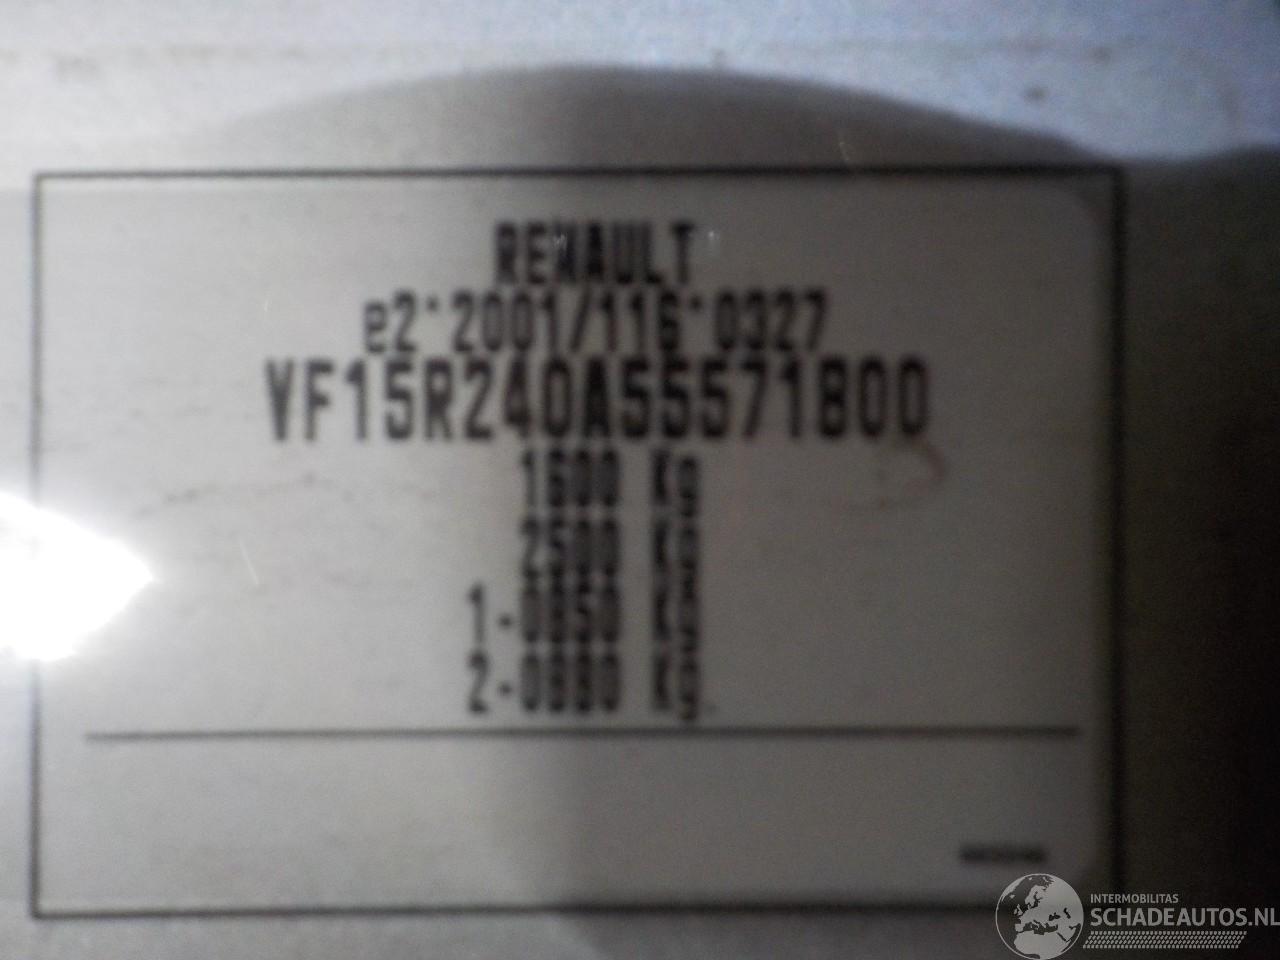 RENAULT
e2*2001/116*0327
VF15R240A55571800
1600 Kg
2500 Kg
1-0850 Kg
2-0880 Kg
INTERMOBILITAS
SCHADEAUTOS.NL